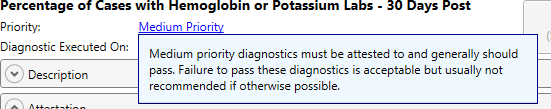 Percentage of Cases with Hemoglobin or Potassium Labs - 30 Days Post
Priority: Medium Priority
Diagnostic Executed On:
Medium priority diagnostics must be attested to and generally should
pass. Failure to pass these diagnostics is acceptable but usually not
recommended if otherwise possible.
Description
Attestation